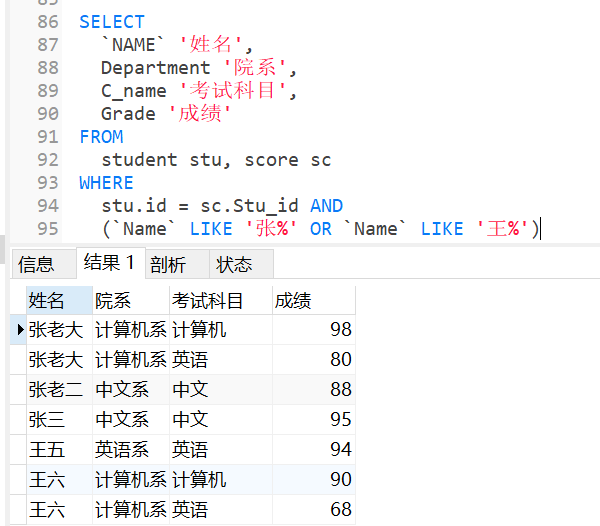 86 SELECT
87 `NAME` '姓名',
88 Department '院系',
89 C_name '考试科目',
90 Grade '成绩'
91 FROM
92 student stu, score sc
93 WHERE
94 stu.id = sc.Stu_id AND
95 (`Name` LIKE '张%' OR `Name` LIKE '王%')
信息 结果 1 剖析 状态
姓名 院系 考试科目 成绩
张老大 计算机系 计算机 98
张老大 计算机系 英语 80
张老二 中文系 中文 88
张三 中文系 中文 95
王五 英语系 英语 94
王六 计算机系 计算机 90
王六 计算机系 英语 68